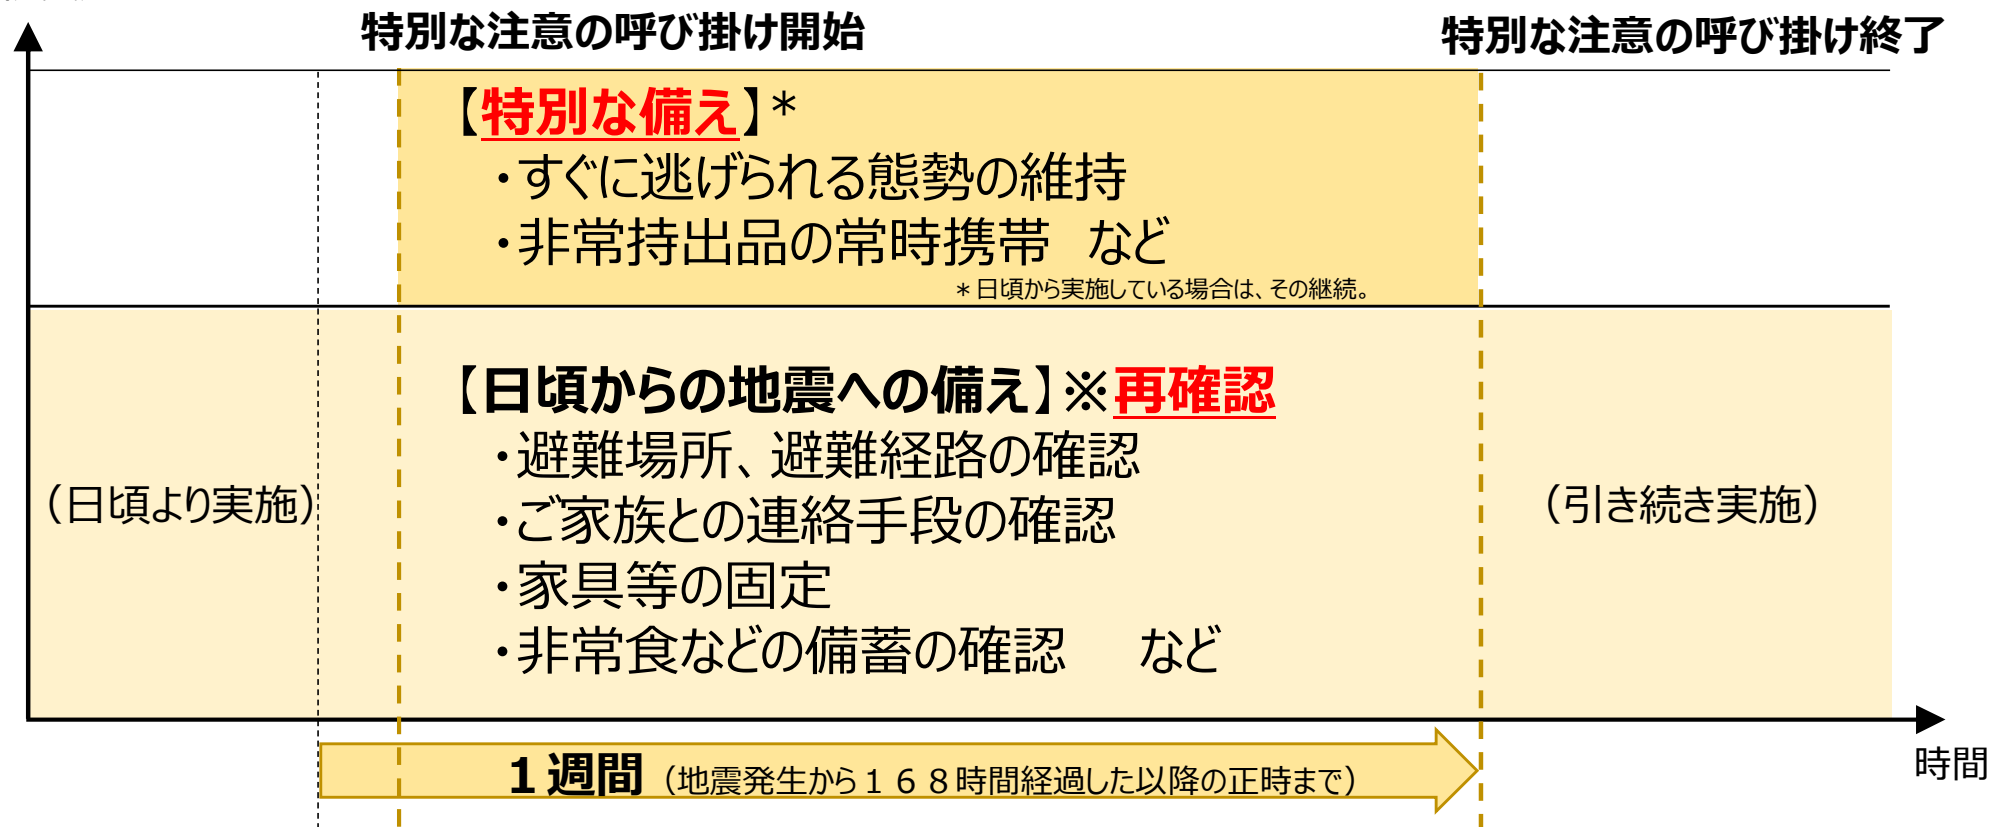 特別な注意の呼び掛け開始
特別な注意の呼び掛け終了
【特別な備え】*
・すぐに逃げられる態勢の維持
・非常持出品の常時携帯　など
*日頃から実施している場合は、その継続。
【日頃からの地震への備え】※再確認
・避難場所、避難経路の確認
・ご家族との連絡手段の確認
・家具等の固定
・非常食などの備蓄の確認　など
（日頃より実施）
（引き続き実施）
１週間（地震発生から１６８時間経過した以降の正時まで）
時間